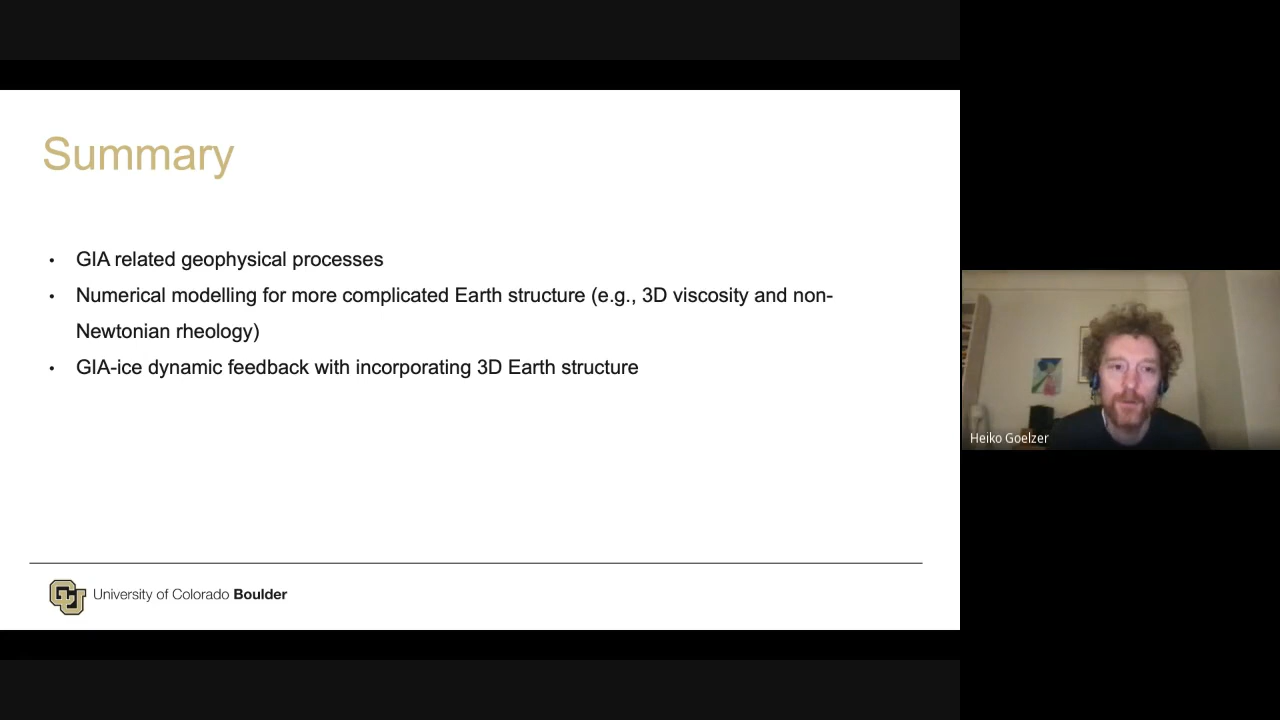 Summary
• GIA related geophysical processes
• Numerical modelling for more complicated Earth structure (e.g., 3D viscosity and non-
Newtonian rheology)
• GIA-ice dynamic feedback with incorporating 3D Earth structure
Heiko Goelzer
CU University of Colorado Boulder